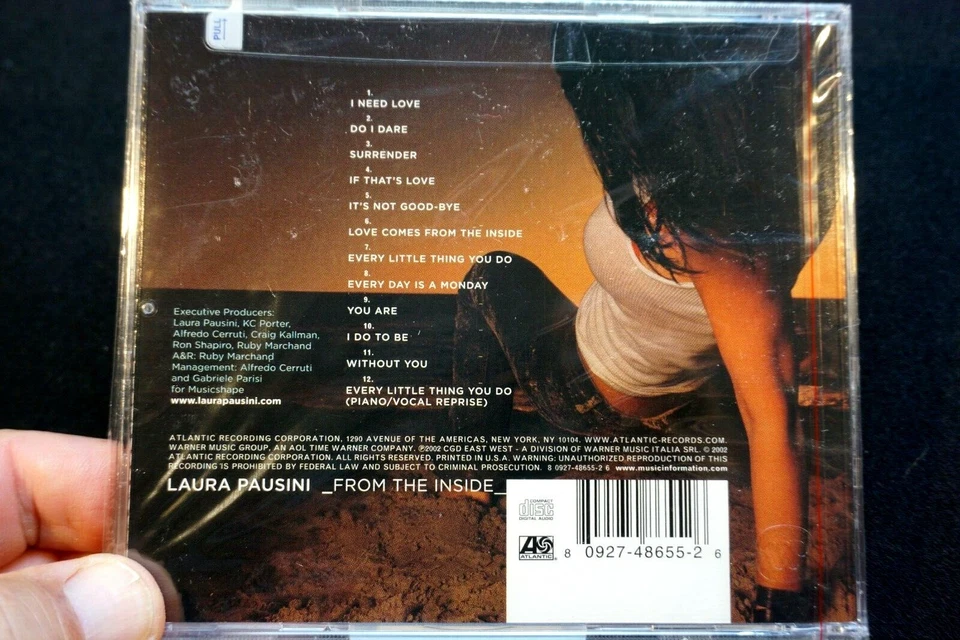 PULL
1.
I NEED LOVE
2.
DO I DARE
3.
SURRENDER
4.
IF THAT'S LOVE
5.
IT'S NOT GOOD-BYE
6.
LOVE COMES FROM THE INSIDE
7.
EVERY LITTLE THING YOU DO
8.
EVERY DAY IS A MONDAY
9.
YOU ARE
10.
I DO TO BE
11.
WITHOUT YOU
12.
EVERY LITTLE THING YOU DO
(PIANO/VOCAL REPRISE)
Executive Producers:
Laura Pausini, KC Porter,
Alfredo Cerruti, Craig Kallman,
Ron Shapiro, Ruby Marchand
A&R: Ruby Marchand
Management: Alfredo Cerruti
and Gabriele Parisi
for Musicshape
www.laurapausini.com
ATLANTIC RECORDING CORPORATION, 1290 AVENUE OF THE AMERICAS, NEW YORK, NY 10104. WWW.ATLANTIC-RECORDS.COM.
WARNER MUSIC GROUP, AN AOL TIME WARNER COMPANY. ℗2002 CGD EAST WEST - A DIVISION OF WARNER MUSIC ITALIA SRL. © 2002
ATLANTIC RECORDING CORPORATION. ALL RIGHTS RESERVED. PRINTED IN U.S.A. WARNING: UNAUTHORIZED REPRODUCTION OF THIS
RECORDING IS PROHIBITED BY FEDERAL LAW AND SUBJECT TO CRIMINAL PROSECUTION. 8 0927-48655-2 6 www.musicinformation.com
LAURA PAUSINI _FROM THE INSIDE_
COMPACT
disc
DIGITAL AUDIO
ATLANTIC
8 0927-48655-2 6